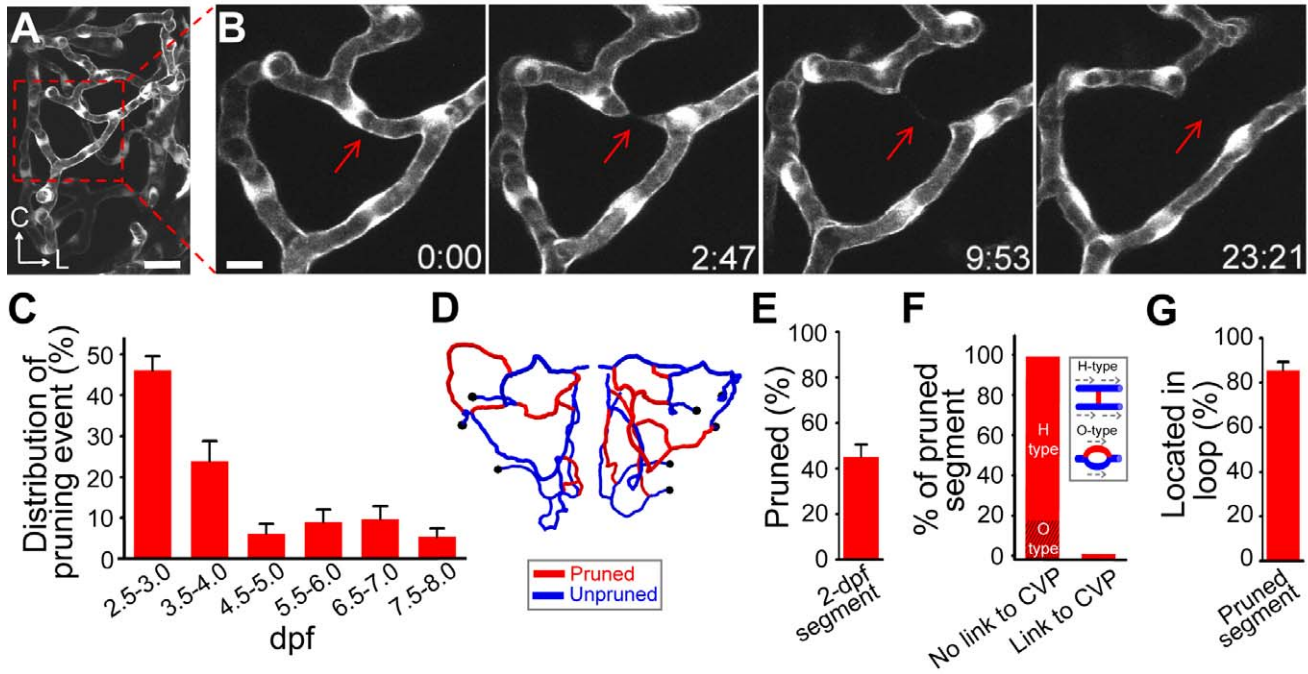 A
C
L
B
0:00
2:47
9:53
23:21
C
Distribution of
pruning event (%)
50
40
30
20
10
0
2.5-3.0
3.5-4.0
4.5-5.0
5.5-6.0
6.5-7.0
7.5-8.0
dpf
D
Pruned
Unpruned
E
Pruned (%)
100
80
60
40
20
0
2-dpf
segment
F
% of pruned
segment
100
80
60
40
20
0
H
type
O
type
H-type
O-type
No link to CVP
Link to CVP
G
Located in
loop (%)
100
80
60
40
20
0
Pruned
segment